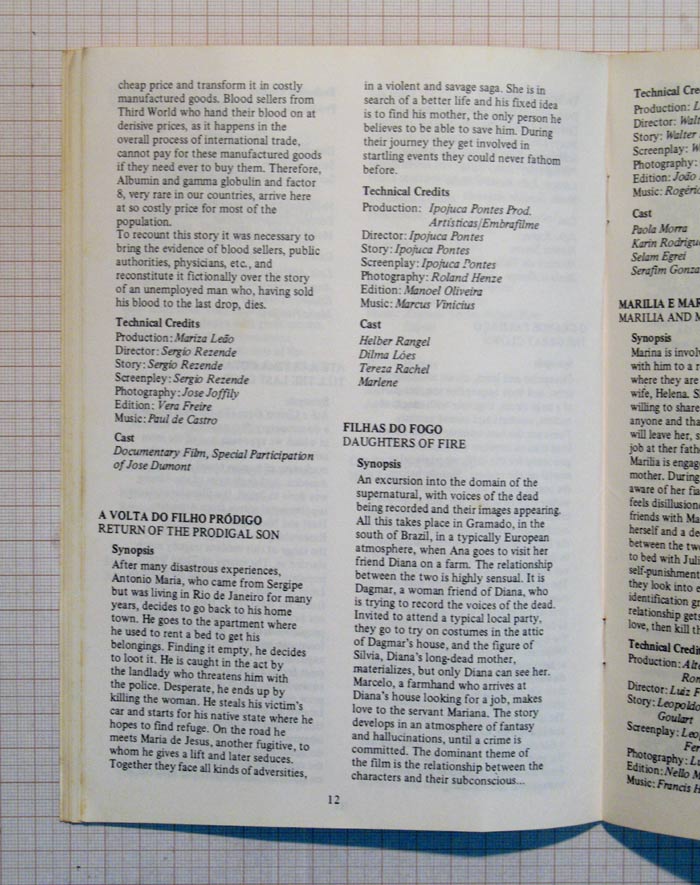 cheap price and transform it in costly
manufactured goods. Blood sellers from
Third World who hand their blood on at
derisive prices, as it happens in the
overall process of international trade,
cannot pay for these manufactured goods
if they need ever to buy them. Therefore,
Albumin and gamma globulin and factor
8, very rare in our countries, arrive here
at so costly price for most of the
population.
To recount this story it was necessary to
bring the evidence of blood sellers, public
authorities, physicians, etc., and
reconstitute it fictionally over the story
of an unemployed man who, having sold
his blood to the last drop, dies.
Technical Credits
Production: Mariza Leão
Director: Sergio Rezende
Story: Sergio Rezende
Screenpley: Sergio Rezende
Photography: Jose Joffily
Edition: Vera Freire
Music: Paul de Castro
Cast
Documentary Film, Special Participation
of Jose Dumont
A VOLTA DO FILHO PRÓDIGO
RETURN OF THE PRODIGAL SON
Synopsis
After many disastrous experiences,
Antonio Maria, who came from Sergipe
but was living in Rio de Janeiro for many
years, decides to go back to his home
town. He goes to the apartment where
he used to rent a bed to get his
belongings. Finding it empty, he decides
to loot it. He is caught in the act by
the landlady who threatens him with
the police. Desperate, he ends up by
killing the woman. He steals his victim's
car and starts for his native state where he
hopes to find refuge. On the road he
meets Maria de Jesus, another fugitive, to
whom he gives a lift and later seduces.
Together they face all kinds of adversities,
in a violent and savage saga. She is in
search of a better life and his fixed idea
is to find his mother, the only person he
believes to be able to save him. During
their journey they get involved in
startling events they could never fathom
before.
Technical Credits
Production: Ipojuca Pontes Prod.
Artísticas/Embrafilme
Director: Ipojuca Pontes
Story: Ipojuca Pontes
Screenplay: Ipojuca Pontes
Photography: Roland Henze
Edition: Manoel Oliveira
Music: Marcus Vinicius
Cast
Helber Rangel
Dilma Lóes
Tereza Rachel
Marlene
FILHAS DO FOGO
DAUGHTERS OF FIRE
Synopsis
An excursion into the domain of the
supernatural, with voices of the dead
being recorded and their images appearing.
All this takes place in Gramado, in the
south of Brazil, in a typically European
atmosphere, when Ana goes to visit her
friend Diana on a farm. The relationship
between the two is highly sensual. It is
Dagmar, a woman friend of Diana, who
is trying to record the voices of the dead.
Invited to attend a typical local party,
they go to try on costumes in the attic
of Dagmar's house, and the figure of
Silvia, Diana's long-dead mother,
materializes, but only Diana can see her.
Marcelo, a farmhand who arrives at
Diana's house looking for a job, makes
love to the servant Mariana. The story
develops in an atmosphere of fantasy
and hallucinations, until a crime is
committed. The dominant theme of
the film is the relationship between the
characters and their subconscious...
12
Technical Cre
Production: L
Director: Walt
Story: Walter
Screenplay: W
Photography:
Edition: João
Music: Rogéri
Cast
Paola Morra
Karin Rodrigu
Selam Egrei
Serafim Gonza
MARILIA E MAR
MARILIA AND M
Synopsis
Marina is involv
with him to a r
where they are
wife, Helena. S
willing to share
anyone and tha
will leave her, s
job at ther fath
Marilia is engag
mother. During
aware of her fia
feels disillusion
friends with Ma
herself and a de
between the two
to bed with Juli
self-punishment
they look into e
identification gr
relationship gets
love, then kill th
Technical Credit
Production: Alte
Ron
Director: Luiz F
Story: Leopoldo
Goulart
Screenplay: Leop
Fer
Photography: Lu
Edition: Nello M
Music: Francis H